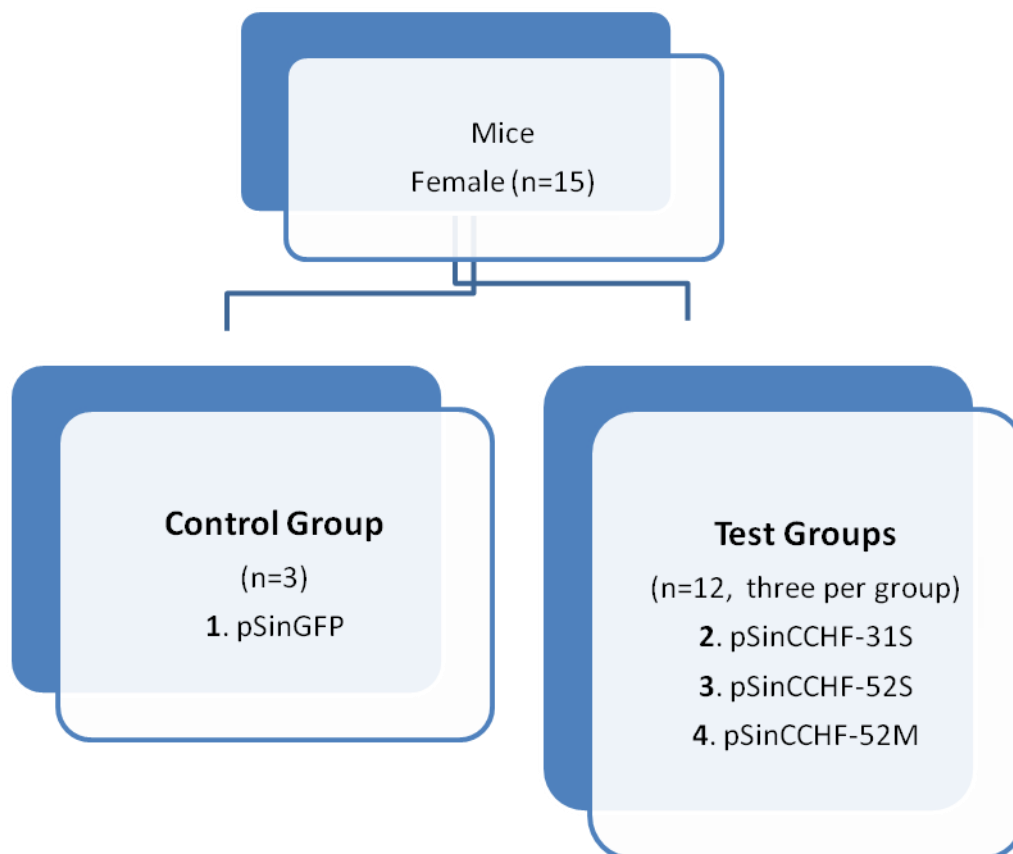 Mice
Female (n=15)
Control Group
(n=3)
1. pSinGFP
Test Groups
(n=12, three per group)
2. pSinCCHF-31S
3. pSinCCHF-52S
4. pSinCCHF-52M